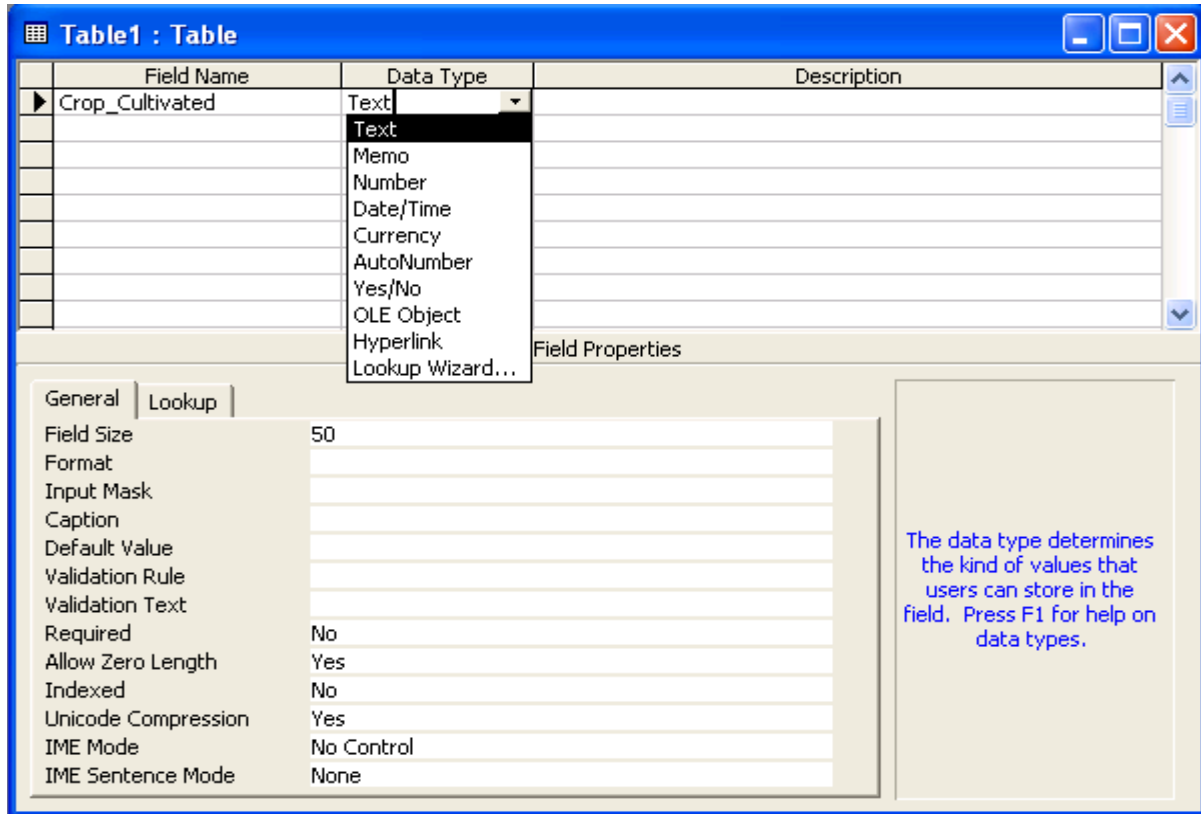 Table1 : Table
Field Name Data Type Description
Crop_Cultivated Text
Text
Memo
Number
Date/Time
Currency
AutoNumber
Yes/No
OLE Object
Hyperlink
Lookup Wizard...
Field Properties
General Lookup
Field Size 50
Format
Input Mask
Caption
Default Value
Validation Rule
Validation Text
Required No
Allow Zero Length Yes
Indexed No
Unicode Compression Yes
IME Mode No Control
IME Sentence Mode None
The data type determines
the kind of values that
users can store in the
field. Press F1 for help on
data types.